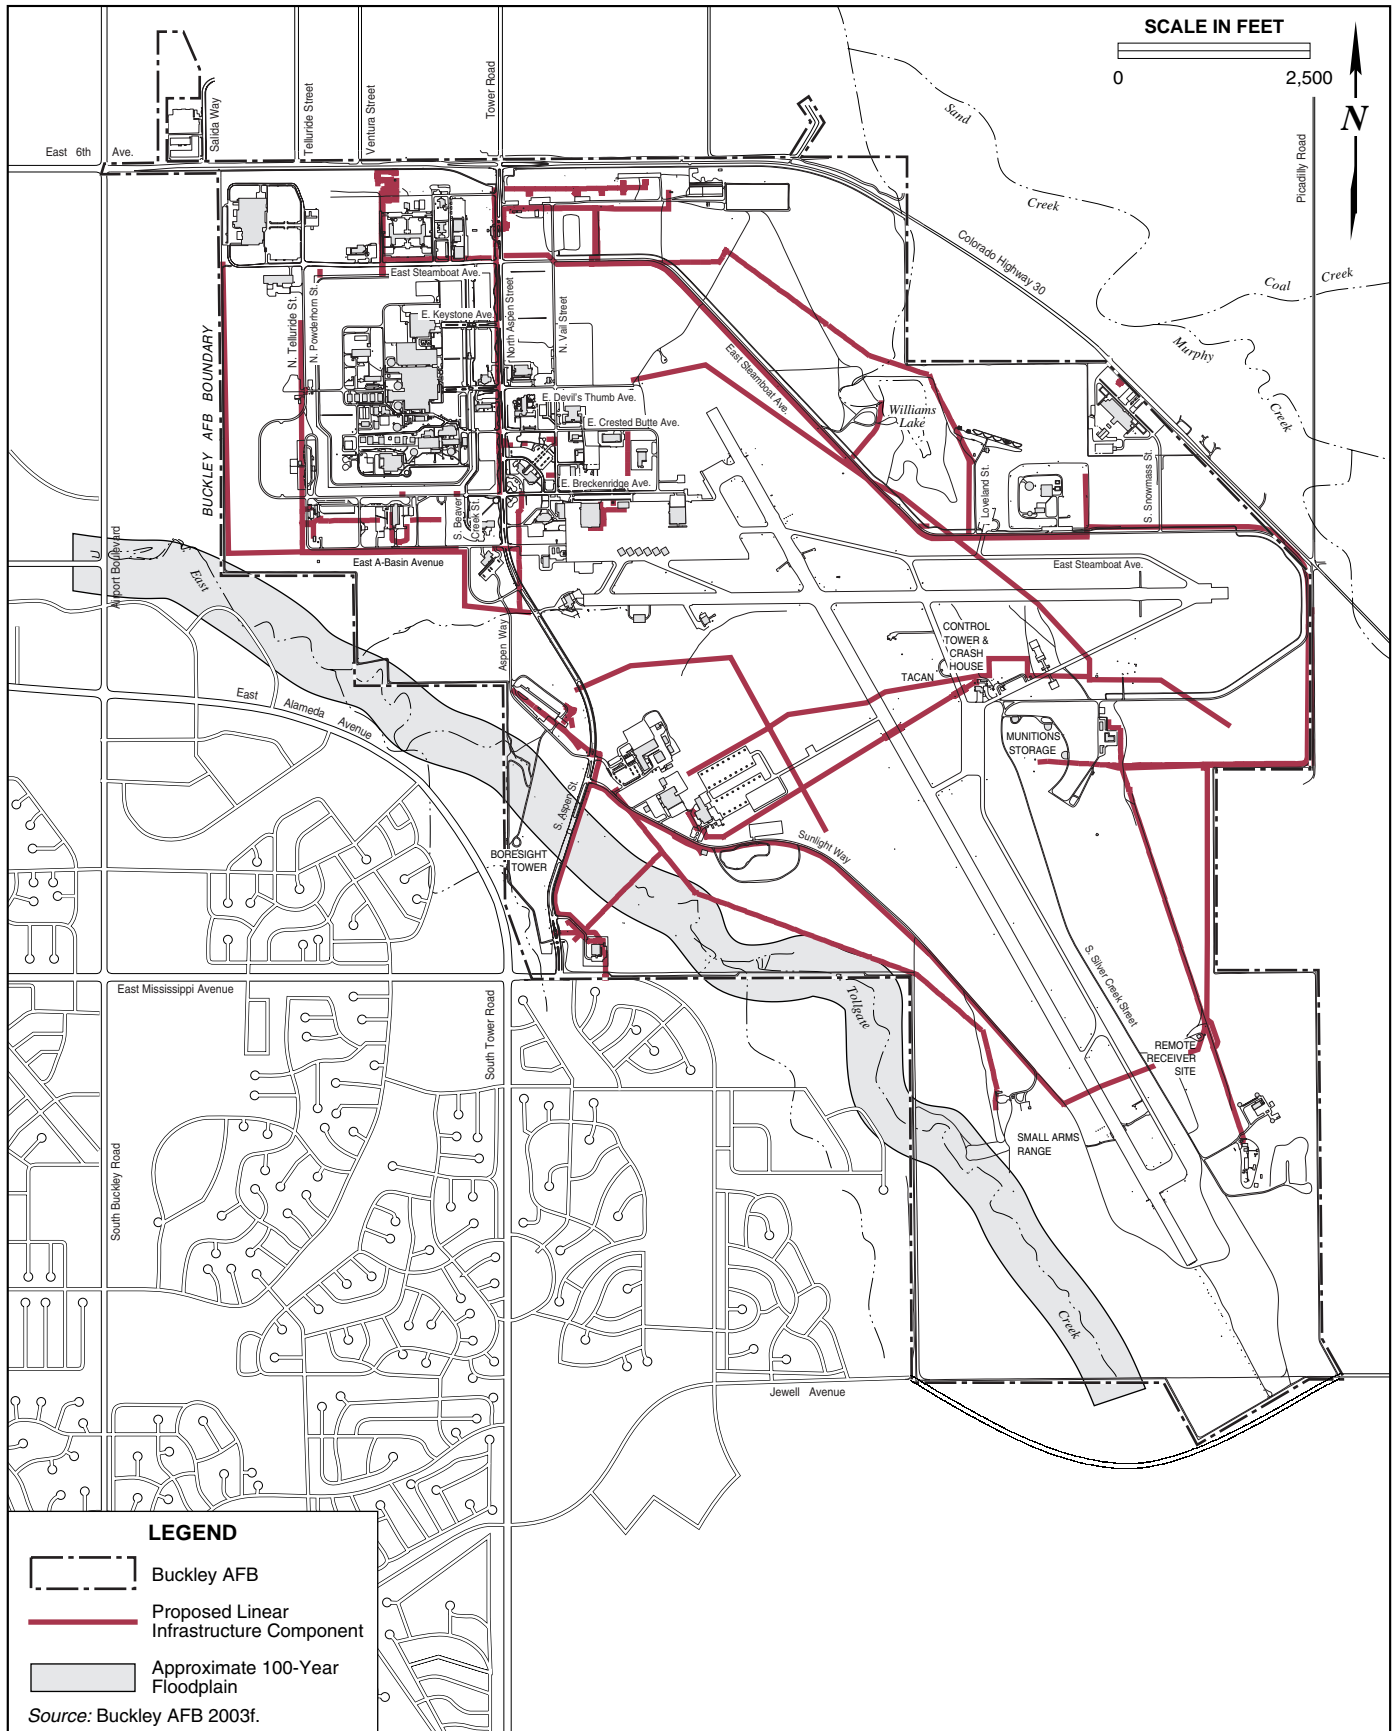 SCALE IN FEET
0 2,500
N
Salida Way
Telluride Street
Ventura Street
Tower Road
Picadilly Road
East 6th Ave.
Sand
Creek
Colorado Highway 30
Coal Creek
Murphy
Creek
BUCKLEY AFB BOUNDARY
N. Telluride St.
N. Powderhorn St.
East Steamboat Ave.
E. Keystone Ave.
North Aspen Street
N. Vail Street
East Steamboat Ave.
E. Devil's Thumb Ave.
E. Crested Butte Ave.
E. Breckenridge Ave.
Williams
Lake
Loveland St.
S. Snowmass St.
S. Beaver
Creek St.
East A-Basin Avenue
East Steamboat Ave.
Airport Boulevard
East
Aspen Way
CONTROL
TOWER &
CRASH
HOUSE
TACAN
East
Alameda Avenue
MUNITIONS
STORAGE
S. Aspen St.
BORESIGHT
TOWER
Sunlight Way
S. Silver Creek Street
East Mississippi Avenue
South Tower Road
Tollgate
REMOTE
RECEIVER
SITE
SMALL ARMS
RANGE
South Buckley Road
Creek
Jewell Avenue
LEGEND
Buckley AFB
Proposed Linear
Infrastructure Component
Approximate 100-Year
Floodplain
Source: Buckley AFB 2003f.